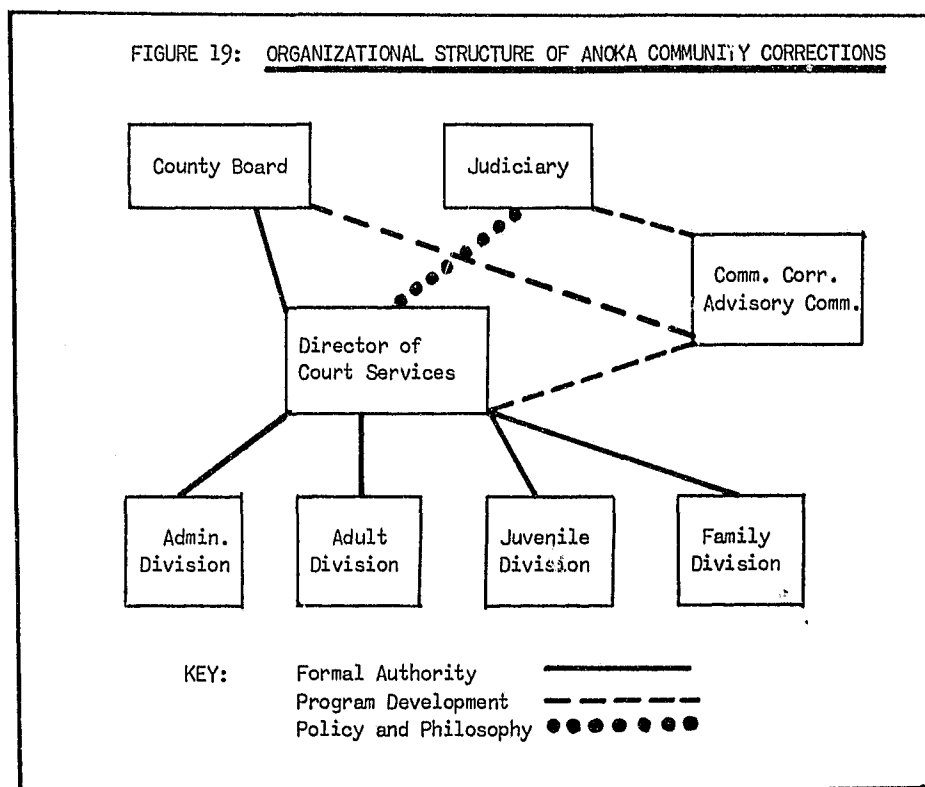 FIGURE 19: ORGANIZATIONAL STRUCTURE OF ANOKA COMMUNITY CORRECTIONS
County Board
Judiciary
Comm. Corr.
Advisory Comm.
Director of
Court Services
Admin.
Division
Adult
Division
Juvenile
Division
Family
Division
KEY:
Formal Authority
Program Development
Policy and Philosophy